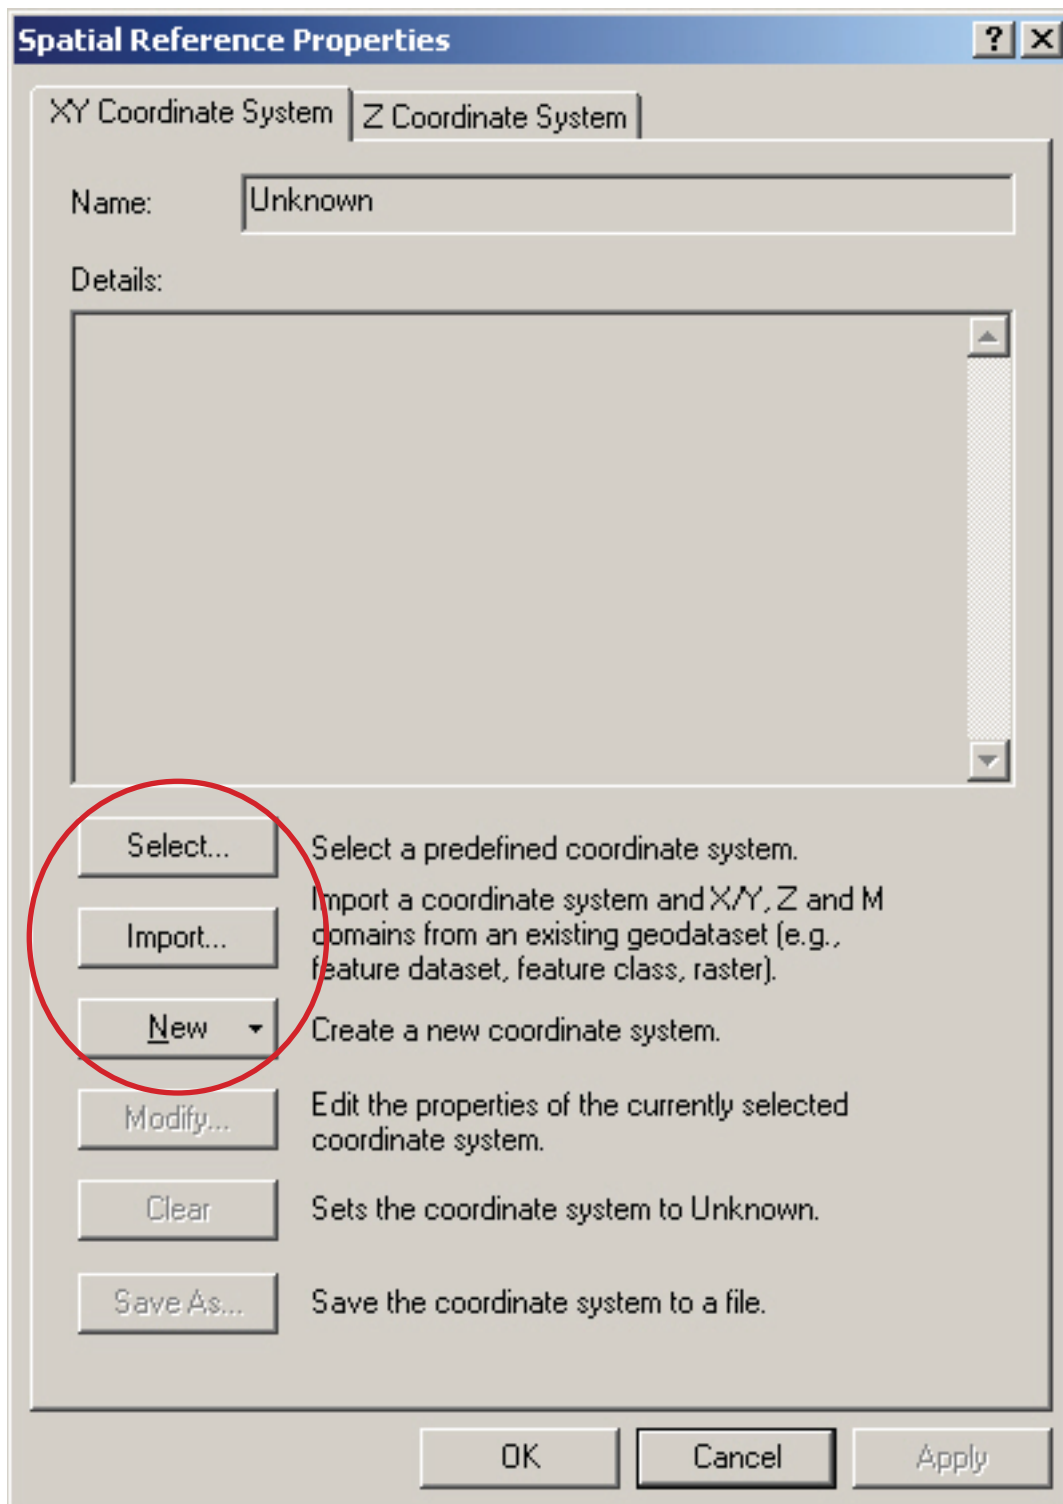 Spatial Reference Properties
XY Coordinate System
Z Coordinate System
Name:
Unknown
Details:
Select...
Select a predefined coordinate system.
Import...
Import a coordinate system and X/Y, Z and M
domains from an existing geodataset (e.g.,
feature dataset, feature class, raster).
New
Create a new coordinate system.
Modify...
Edit the properties of the currently selected
coordinate system.
Clear
Sets the coordinate system to Unknown.
Save As...
Save the coordinate system to a file.
OK
Cancel
Apply